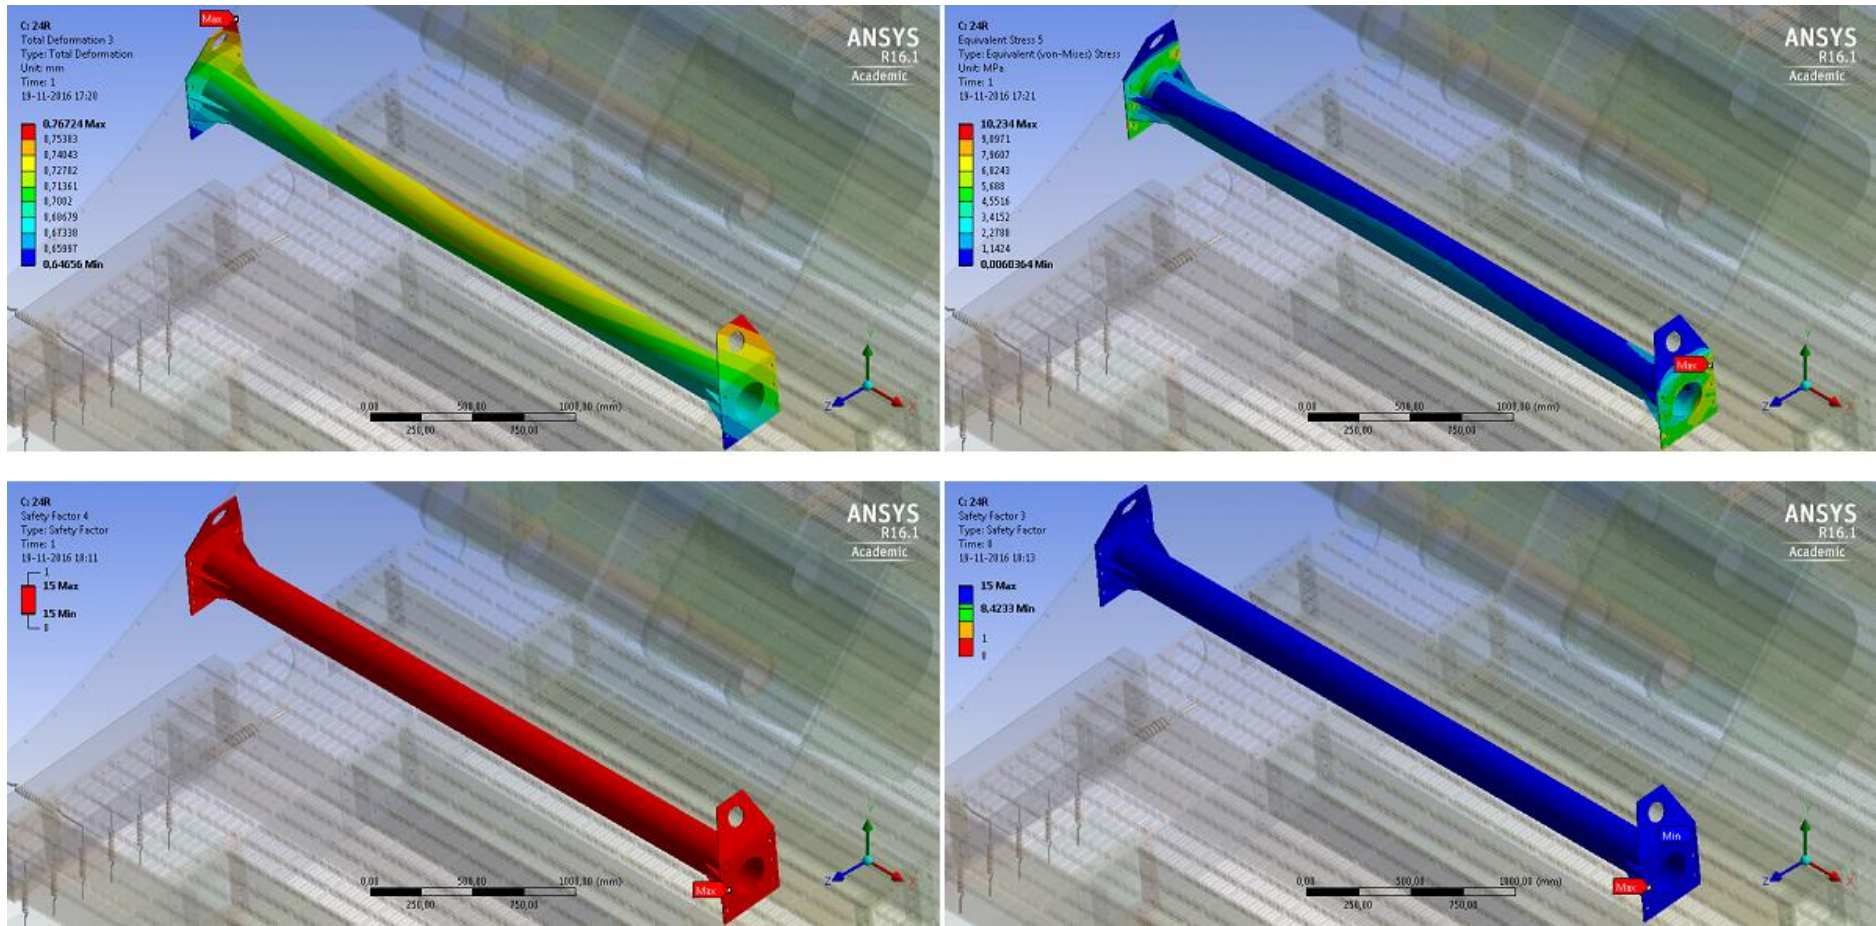 C: 24R
Total Deformation 3
Type: Total Deformation
Unit: mm
Time: 1
19-11-2016 17:20
0,76724 Max
0,75383
0,74043
0,72702
0,71361
0,7002
0,68679
0,67338
0,65997
0,64656 Min
Max
ANSYS
R16.1
Academic
0,00
500,00
1000,00 (mm)
250,00
750,00
Y
Z
X
C: 24R
Equivalent Stress 5
Type: Equivalent (von-Mises) Stress
Unit: MPa
Time: 1
19-11-2016 17:21
10,234 Max
9,0971
7,9607
6,8243
5,688
4,5516
3,4152
2,2788
1,1424
0,0060364 Min
Max
ANSYS
R16.1
Academic
0,00
500,00
1000,00 (mm)
250,00
750,00
Y
Z
X
C: 24R
Safety Factor 4
Type: Safety Factor
Time: 1
19-11-2016 18:11
1
15 Max
15 Min
0
Max
ANSYS
R16.1
Academic
0,00
500,00
1000,00 (mm)
250,00
750,00
Y
Z
X
C: 24R
Safety Factor 3
Type: Safety Factor
Time: 0
19-11-2016 18:13
15 Max
8,4233 Min
1
0
Min
Max
ANSYS
R16.1
Academic
0,00
500,00
1000,00 (mm)
250,00
750,00
Y
Z
X